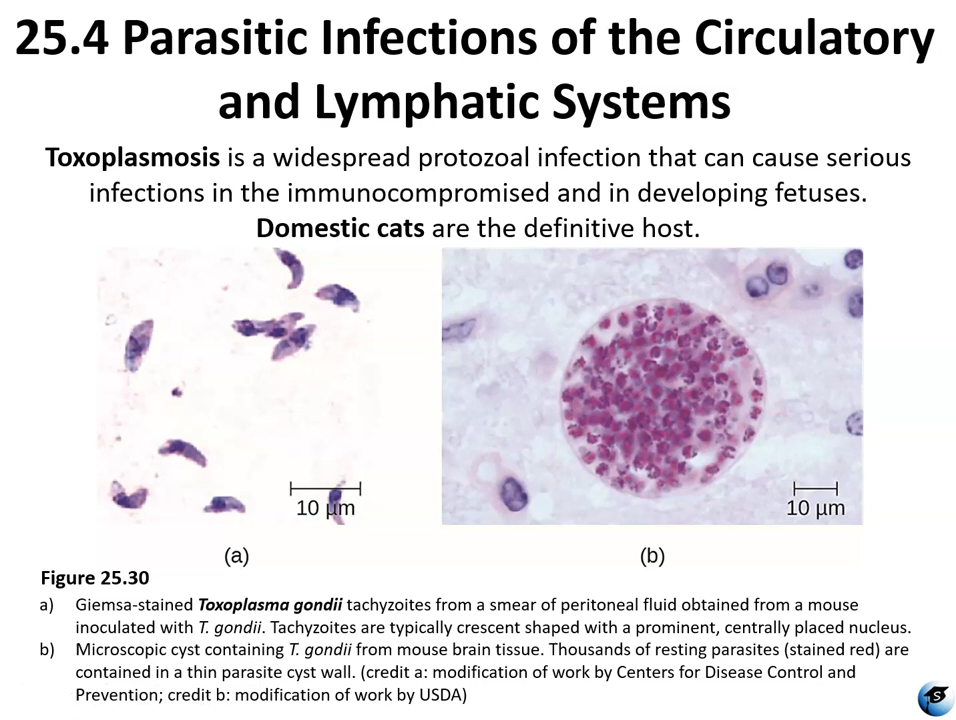 25.4 Parasitic Infections of the Circulatory
and Lymphatic Systems
Toxoplasmosis is a widespread protozoal infection that can cause serious
infections in the immunocompromised and in developing fetuses.
Domestic cats are the definitive host.
10 µm
10 µm
(a)
(b)
Figure 25.30
a) Giemsa-stained Toxoplasma gondii tachyzoites from a smear of peritoneal fluid obtained from a mouse
inoculated with T. gondii. Tachyzoites are typically crescent shaped with a prominent, centrally placed nucleus.
b) Microscopic cyst containing T. gondii from mouse brain tissue. Thousands of resting parasites (stained red) are
contained in a thin parasite cyst wall. (credit a: modification of work by Centers for Disease Control and
Prevention; credit b: modification of work by USDA)
S